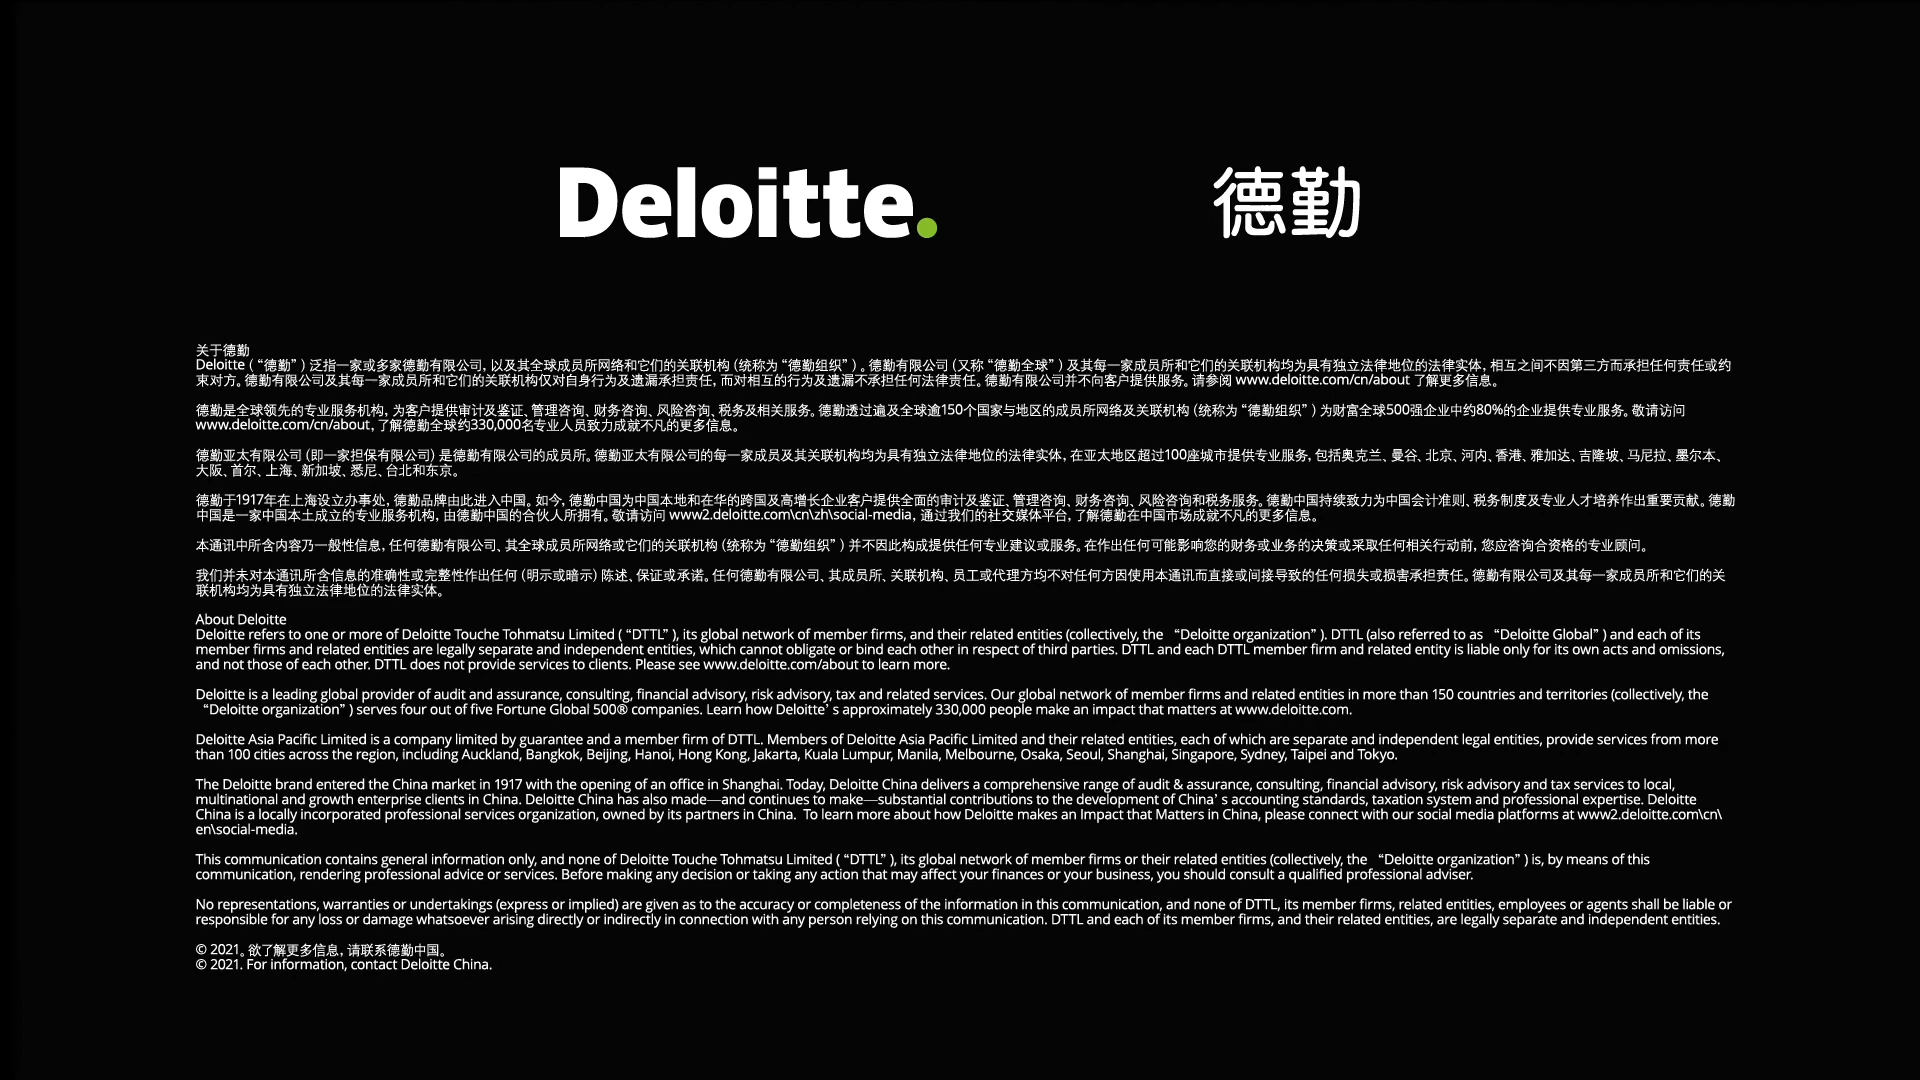 Deloitte. 德勤
关于德勤
Deloitte (“德勤”) 泛指一家或多家德勤有限公司, 以及其全球成员所网络和它们的关联机构 (统称为“德勤组织”) 。德勤有限公司 (又称“德勤全球”) 及其每一家成员所和它们的关联机构均为具有独立法律地位的法律实体, 相互之间不因第三方而承担任何责任或约
束对方。德勤有限公司及其每一家成员所和它们的关联机构仅对自身行为及遗漏承担责任, 而对相互的行为及遗漏不承担任何法律责任。德勤有限公司并不向客户提供服务。请参阅 www.deloitte.com/cn/about 了解更多信息。
德勤是全球领先的专业服务机构, 为客户提供审计及鉴证、管理咨询、财务咨询、风险咨询、税务及相关服务。德勤透过遍及全球逾150个国家与地区的成员所网络及关联机构 (统称为“德勤组织”) 为财富全球500强企业中约80%的企业提供专业服务。敬请访问
www.deloitte.com/cn/about, 了解德勤全球约330,000名专业人员致力成就不凡的更多信息。
德勤亚太有限公司 (即一家担保有限公司) 是德勤有限公司的成员所。德勤亚太有限公司的每一家成员及其关联机构均为具有独立法律地位的法律实体, 在亚太地区超过100座城市提供专业服务, 包括奥克兰、曼谷、北京、河内、香港、雅加达、吉隆坡、马尼拉、墨尔本、
大阪、首尔、上海、新加坡、悉尼、台北和东京。
德勤于1917年在上海设立办事处, 德勤品牌由此进入中国。如今, 德勤中国为中国本地和在华的跨国及高增长企业客户提供全面的审计及鉴证、管理咨询、财务咨询、风险咨询和税务服务。德勤中国持续致力为中国会计准则、税务制度及专业人才培养作出重要贡献。德勤
中国是一家中国本土成立的专业服务机构, 由德勤中国的合伙人所拥有。敬请访问 www2.deloitte.com\cn\zh\social-media, 通过我们的社交媒体平台, 了解德勤在中国市场成就不凡的更多信息。
本通讯中所含内容乃一般性信息, 任何德勤有限公司、其全球成员所网络或它们的关联机构 (统称为“德勤组织”) 并不因此构成提供任何专业建议或服务。在作出任何可能影响您的财务或业务的决策或采取任何相关行动前, 您应咨询合资格的专业顾问。
我们并未对本通讯所含信息的准确性或完整性作出任何 (明示或暗示) 陈述、保证或承诺。任何德勤有限公司、其成员所、关联机构、员工或代理方均不对任何方因使用本通讯而直接或间接导致的任何损失或损害承担责任。德勤有限公司及其每一家成员所和它们的关
联机构均为具有独立法律地位的法律实体。
About Deloitte
Deloitte refers to one or more of Deloitte Touche Tohmatsu Limited (“DTTL”), its global network of member firms, and their related entities (collectively, the “Deloitte organization”). DTTL (also referred to as “Deloitte Global”) and each of its
member firms and related entities are legally separate and independent entities, which cannot obligate or bind each other in respect of third parties. DTTL and each DTTL member firm and related entity is liable only for its own acts and omissions,
and not those of each other. DTTL does not provide services to clients. Please see www.deloitte.com/about to learn more.
Deloitte is a leading global provider of audit and assurance, consulting, financial advisory, risk advisory, tax and related services. Our global network of member firms and related entities in more than 150 countries and territories (collectively, the
“Deloitte organization”) serves four out of five Fortune Global 500® companies. Learn how Deloitte’s approximately 330,000 people make an impact that matters at www.deloitte.com.
Deloitte Asia Pacific Limited is a company limited by guarantee and a member firm of DTTL. Members of Deloitte Asia Pacific Limited and their related entities, each of which are separate and independent legal entities, provide services from more
than 100 cities across the region, including Auckland, Bangkok, Beijing, Hanoi, Hong Kong, Jakarta, Kuala Lumpur, Manila, Melbourne, Osaka, Seoul, Shanghai, Singapore, Sydney, Taipei and Tokyo.
The Deloitte brand entered the China market in 1917 with the opening of an office in Shanghai. Today, Deloitte China delivers a comprehensive range of audit & assurance, consulting, financial advisory, risk advisory and tax services to local,
multinational and growth enterprise clients in China. Deloitte China has also made—and continues to make—substantial contributions to the development of China’s accounting standards, taxation system and professional expertise. Deloitte
China is a locally incorporated professional services organization, owned by its partners in China. To learn more about how Deloitte makes an Impact that Matters in China, please connect with our social media platforms at www2.deloitte.com\cn\
en\social-media.
This communication contains general information only, and none of Deloitte Touche Tohmatsu Limited (“DTTL”), its global network of member firms or their related entities (collectively, the “Deloitte organization”) is, by means of this
communication, rendering professional advice or services. Before making any decision or taking any action that may affect your finances or your business, you should consult a qualified professional adviser.
No representations, warranties or undertakings (express or implied) are given as to the accuracy or completeness of the information in this communication, and none of DTTL, its member firms, related entities, employees or agents shall be liable or
responsible for any loss or damage whatsoever arising directly or indirectly in connection with any person relying on this communication. DTTL and each of its member firms, and their related entities, are legally separate and independent entities.
© 2021。欲了解更多信息, 请联系德勤中国。
© 2021. For information, contact Deloitte China.